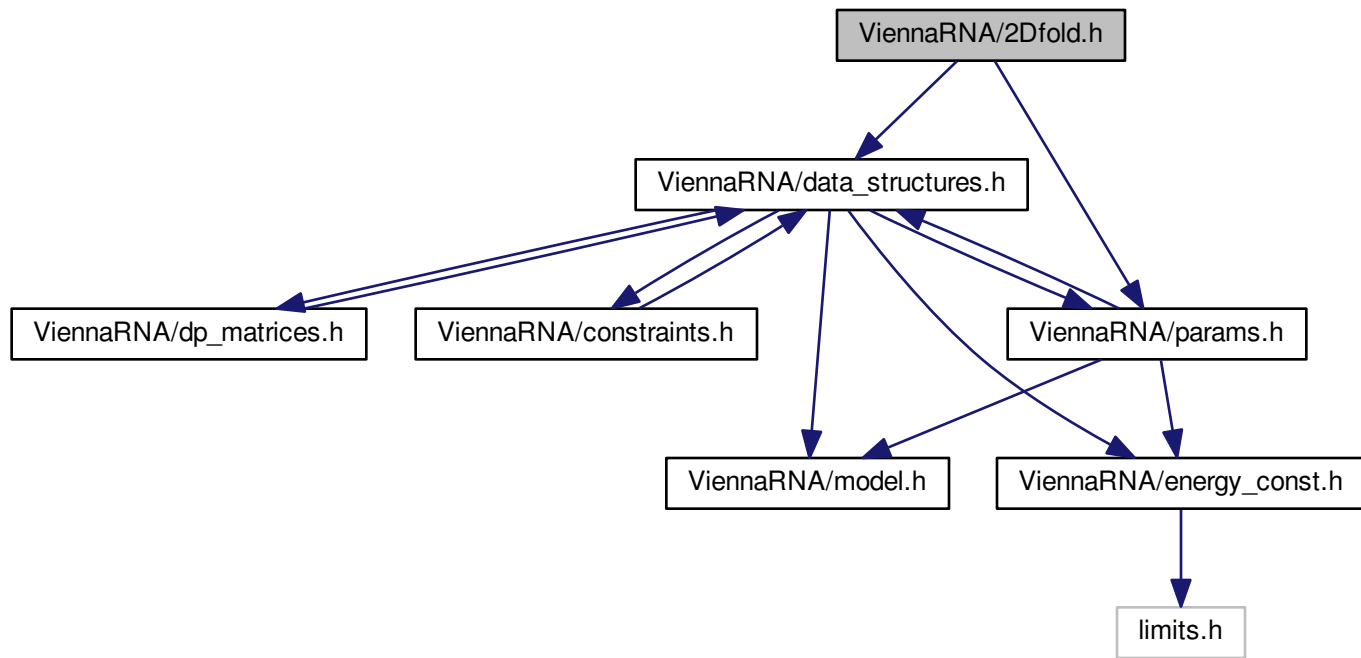 ViennaRNA/2Dfold.h
ViennaRNA/data_structures.h
ViennaRNA/dp_matrices.h
ViennaRNA/constraints.h
ViennaRNA/params.h
ViennaRNA/model.h
ViennaRNA/energy_const.h
limits.h